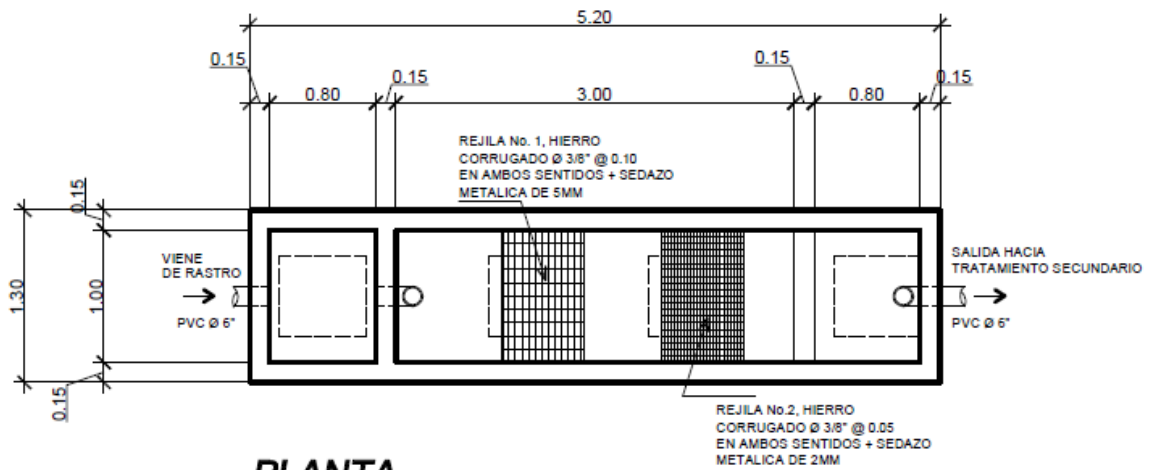 5.20
0.15
0.15
0.15
0.15
0.80
3.00
0.80
REJILA No. 1, HIERRO
CORRUGADO Ø 3/8" @ 0.10
EN AMBOS SENTIDOS + SEDAZO
METALICA DE 5MM
0.15
1.30
1.00
0.15
VIENE
DE RASTRO
PVC Ø 6"
SALIDA HACIA
TRATAMIENTO SECUNDARIO
PVC Ø 6"
REJILA No.2, HIERRO
CORRUGADO Ø 3/8" @ 0.05
EN AMBOS SENTIDOS + SEDAZO
METALICA DE 2MM
PLANTA